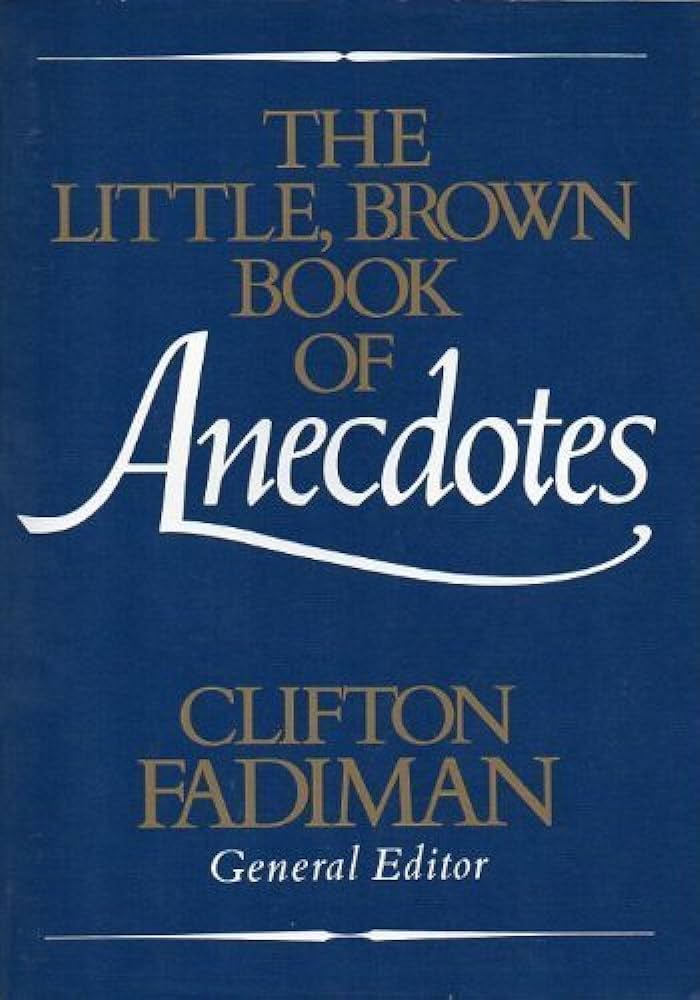 THE
LITTLE, BROWN
BOOK
OF
Anecdotes
CLIFTON
FADIMAN
General Editor